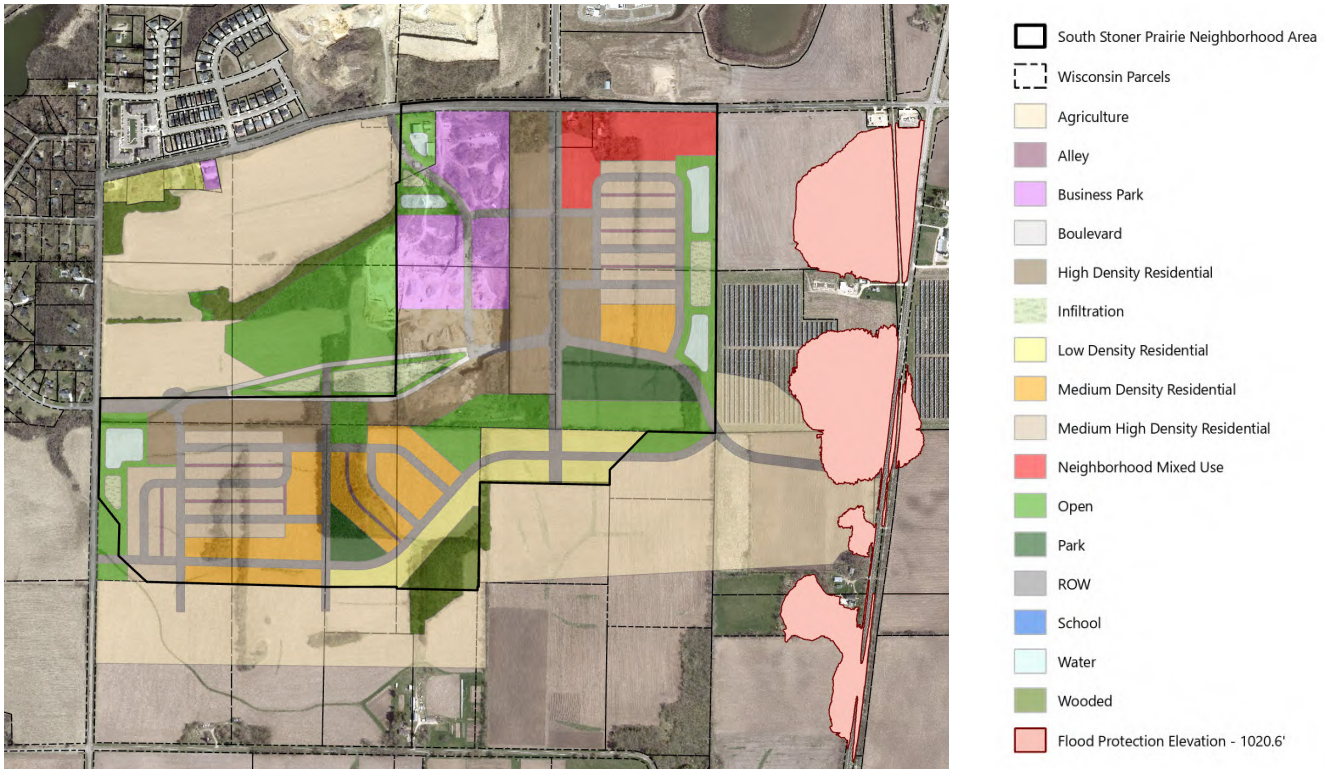 South Stoner Prairie Neighborhood Area
Wisconsin Parcels
Agriculture
Alley
Business Park
Boulevard
High Density Residential
Infiltration
Low Density Residential
Medium Density Residential
Medium High Density Residential
Neighborhood Mixed Use
Open
Park
ROW
School
Water
Wooded
Flood Protection Elevation - 1020.6'